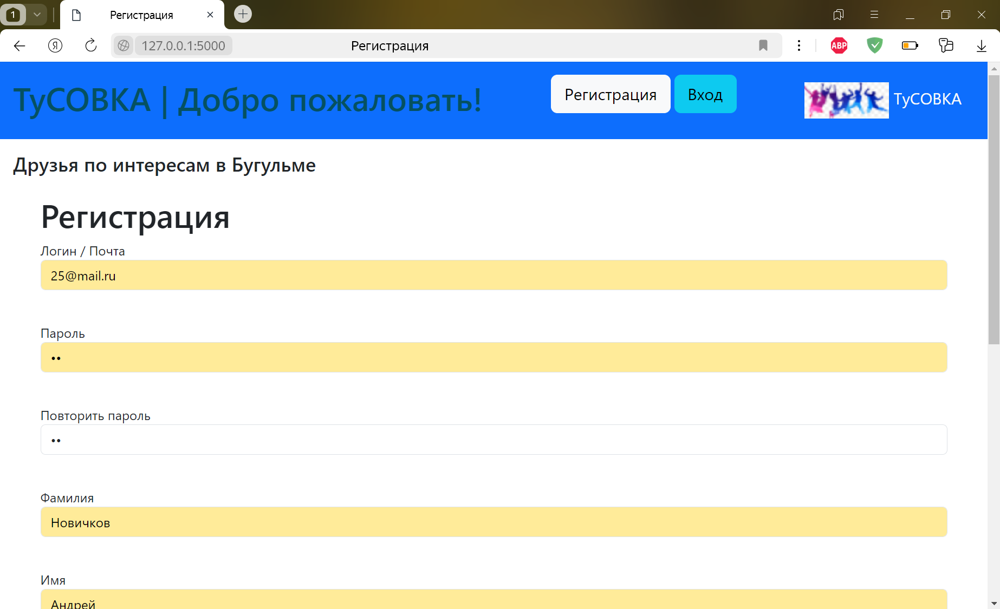 1
Регистрация
Я
127.0.0.1:5000
Регистрация
ABP
ТуСОВКА | Добро пожаловать!
Регистрация
Вход
ТуСОВКА
Друзья по интересам в Бугульме
Регистрация
Логин / Почта
25@mail.ru
Пароль
••
Повторить пароль
••
Фамилия
Новичков
Имя
Андрей